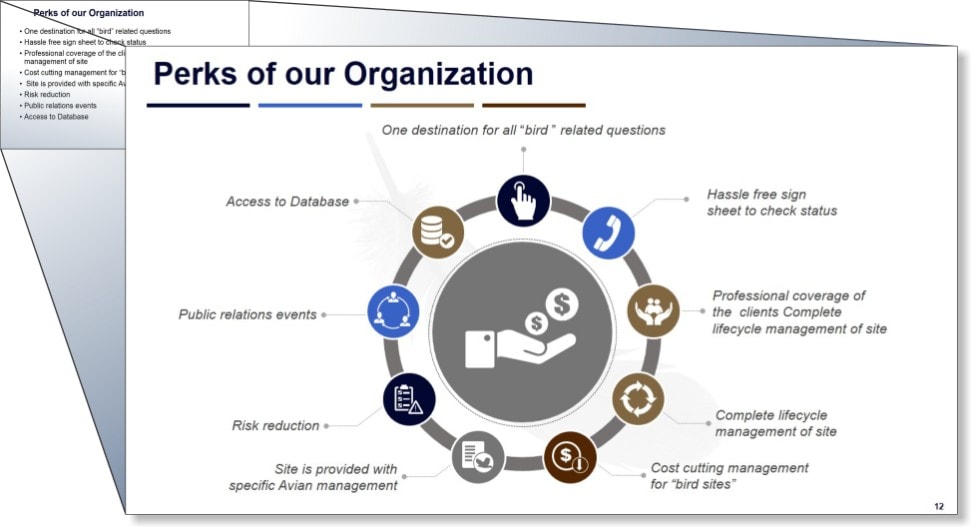 Perks of our Organization
• One destination for all “bird” related questions
• Hassle free sign sheet to check status
• Professional coverage of the cli
management of site
• Cost cutting management for “b
• Site is provided with specific Av
• Risk reduction
• Public relations events
• Access to Database
Perks of our Organization
One destination for all “bird ” related questions
Hassle free sign
sheet to check status
Professional coverage of
the clients Complete
lifecycle management of site
Complete lifecycle
management of site
Cost cutting management
for “bird sites”
Site is provided with
specific Avian management
Risk reduction
Public relations events
Access to Database
$
$
$
12